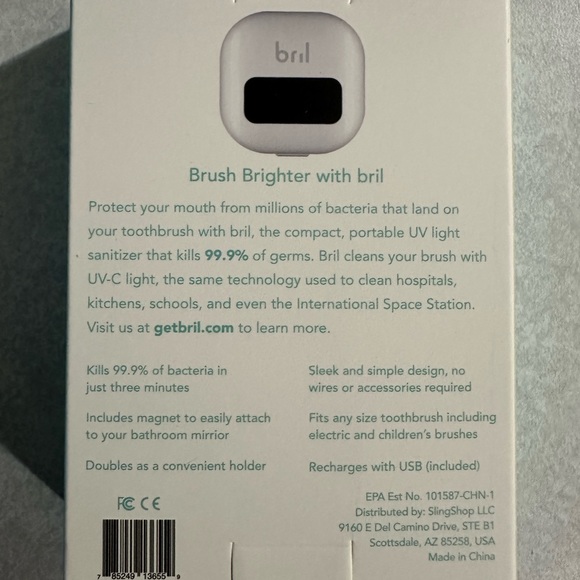 bril
Brush Brighter with bril
Protect your mouth from millions of bacteria that land on
your toothbrush with bril, the compact, portable UV light
sanitizer that kills 99.9% of germs. Bril cleans your brush with
UV-C light, the same technology used to clean hospitals,
kitchens, schools, and even the International Space Station.
Visit us at getbril.com to learn more.
Kills 99.9% of bacteria in
just three minutes
Includes magnet to easily attach
to your bathroom mirrior
Doubles as a convenient holder
Sleek and simple design, no
wires or accessories required
Fits any size toothbrush including
electric and children's brushes
Recharges with USB (included)
FC CE
EPA Est No. 101587-CHN-1
Distributed by: SlingShop LLC
9160 E Del Camino Drive, STE B1
Scottsdale, AZ 85258, USA
Made in China
7 85249 13655 9